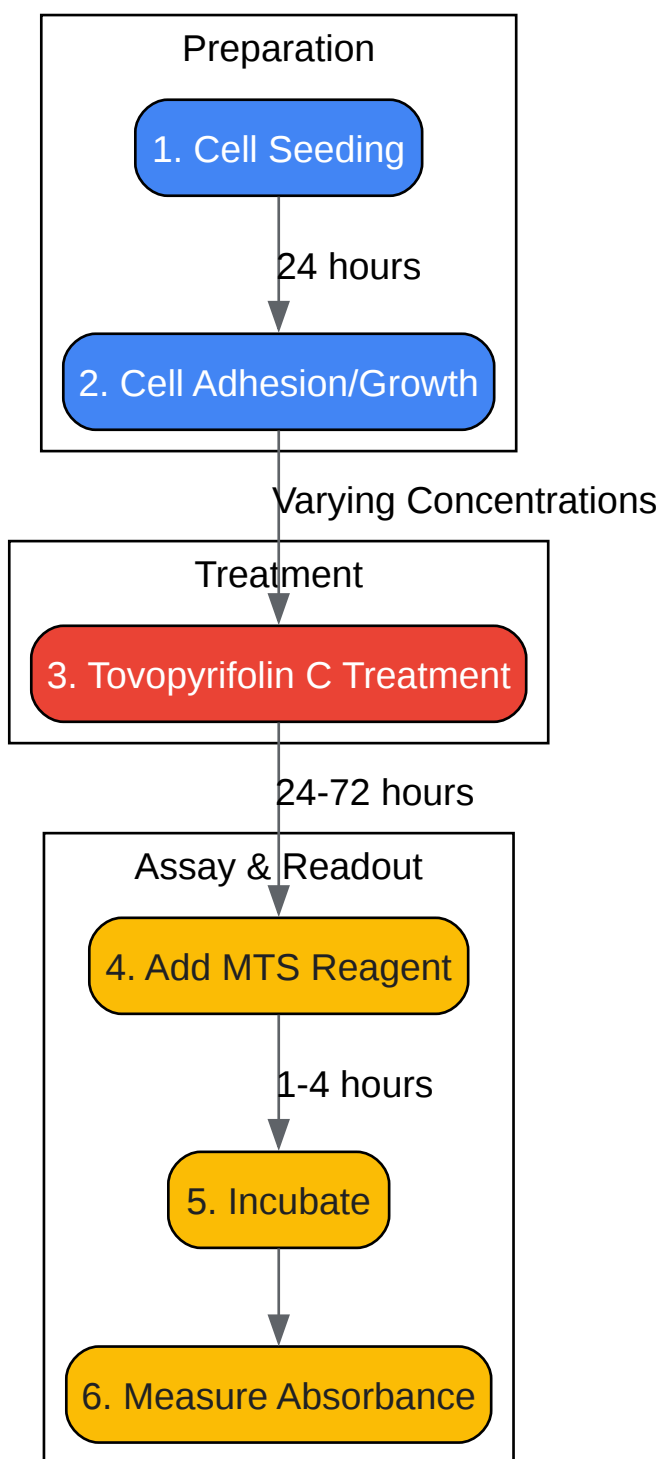 Preparation
1. Cell Seeding
24 hours
2. Cell Adhesion/Growth
Varying Concentrations
Treatment
3. Tovopyrifolin C Treatment
24-72 hours
Assay & Readout
4. Add MTS Reagent
1-4 hours
5. Incubate
6. Measure Absorbance